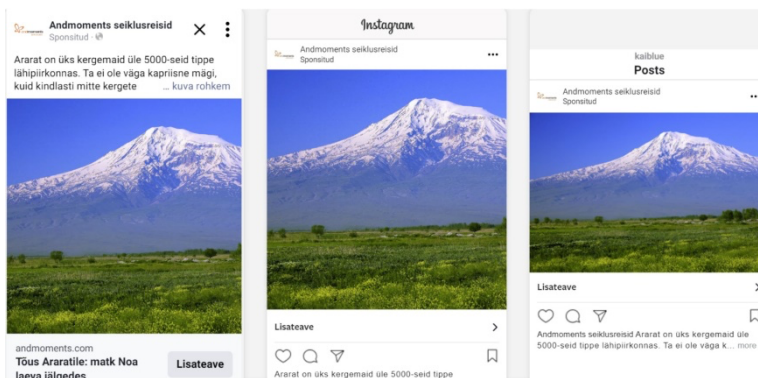 Andmoments seiklusreisid
Sponsitud
Ararat on üks kergemaid üle 5000-seid tippe
lähipiirkonnas. Ta ei ole väga kapriisne mägi,
kuid kindlasti mitte kergete ... kuva rohkem
andmoments.com
Tõus Araratile: matk Noa
laeva jälgedes
Lisateave
Instagram
Andmoments seiklusreisid
Sponsitud
Lisateave
Ararat on üks kergemaid üle 5000-seid tippe
kaiblue
Posts
Andmoments seiklusreisid
Sponsitud
Lisateave
Andmoments seiklusreisid Ararat on üks kergemaid üle
5000-seid tippe lähipiirkonnas. Ta ei ole väga k... more